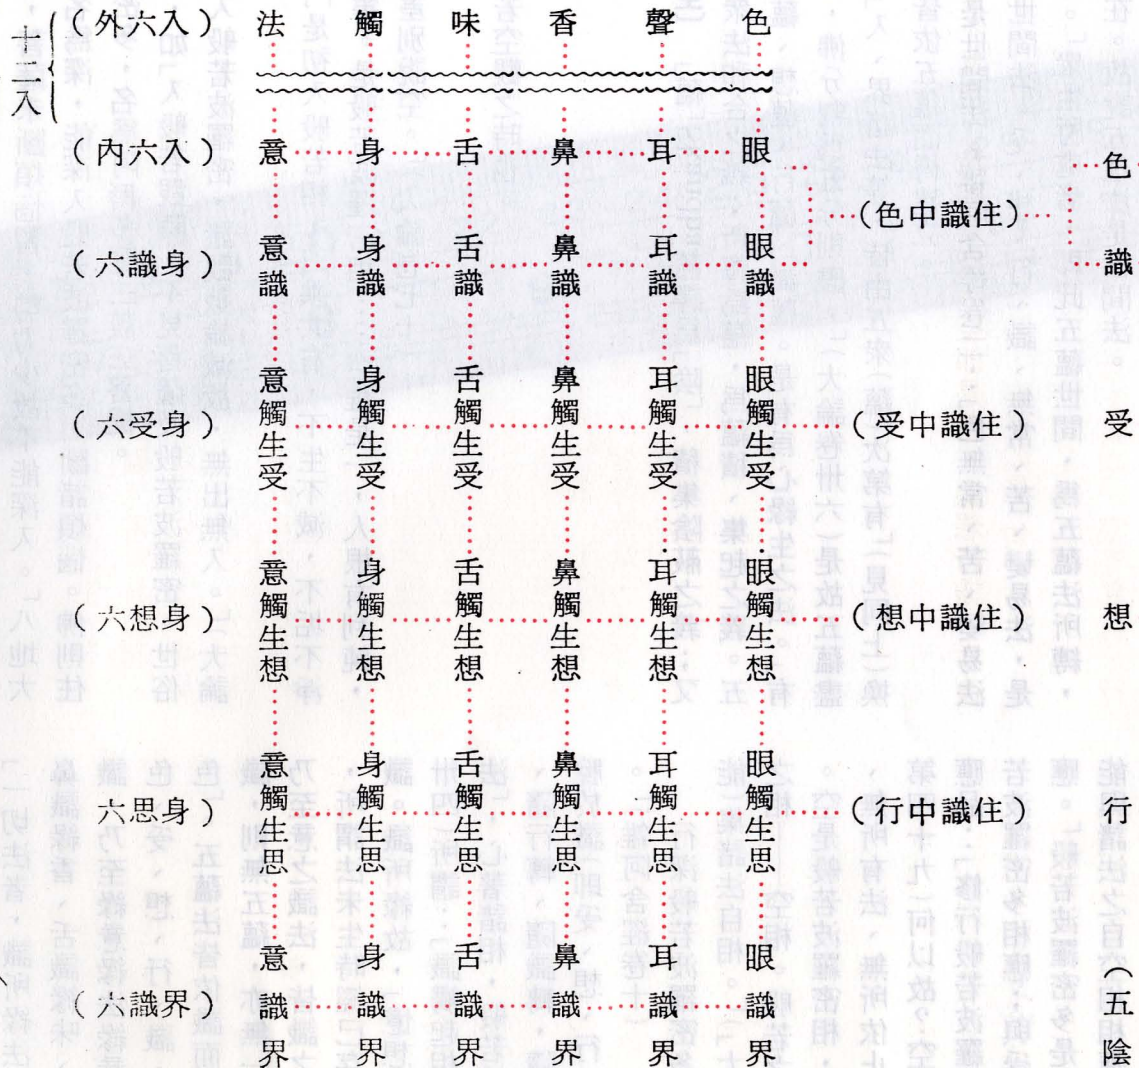 十二入
（外六入） 法 觸 味 香 聲 色
（內六入） 意 身 舌 鼻 耳 眼 色
（色中識住）
（六識身） 意識 身識 舌識 鼻識 耳識 眼識 識
（六受身） 意觸生受 身觸生受 舌觸生受 鼻觸生受 耳觸生受 眼觸生受 （受中識住） 受
（六想身） 意觸生想 身觸生想 舌觸生想 鼻觸生想 耳觸生想 眼觸生想 （想中識住） 想
六思身） 意觸生思 身觸生思 舌觸生思 鼻觸生思 耳觸生思 眼觸生思 （行中識住） 行
（六識界） 意識界 身識界 舌識界 鼻識界 耳識界 眼識界
（五陰